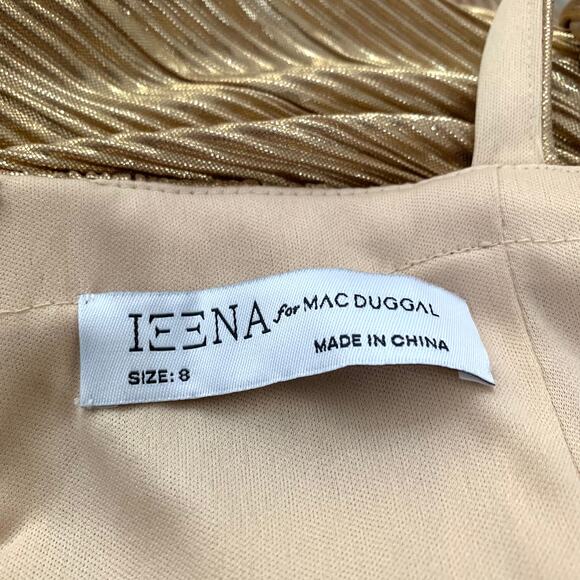 IEENA for MAC DUGGAL
MADE IN CHINA
SIZE: 8